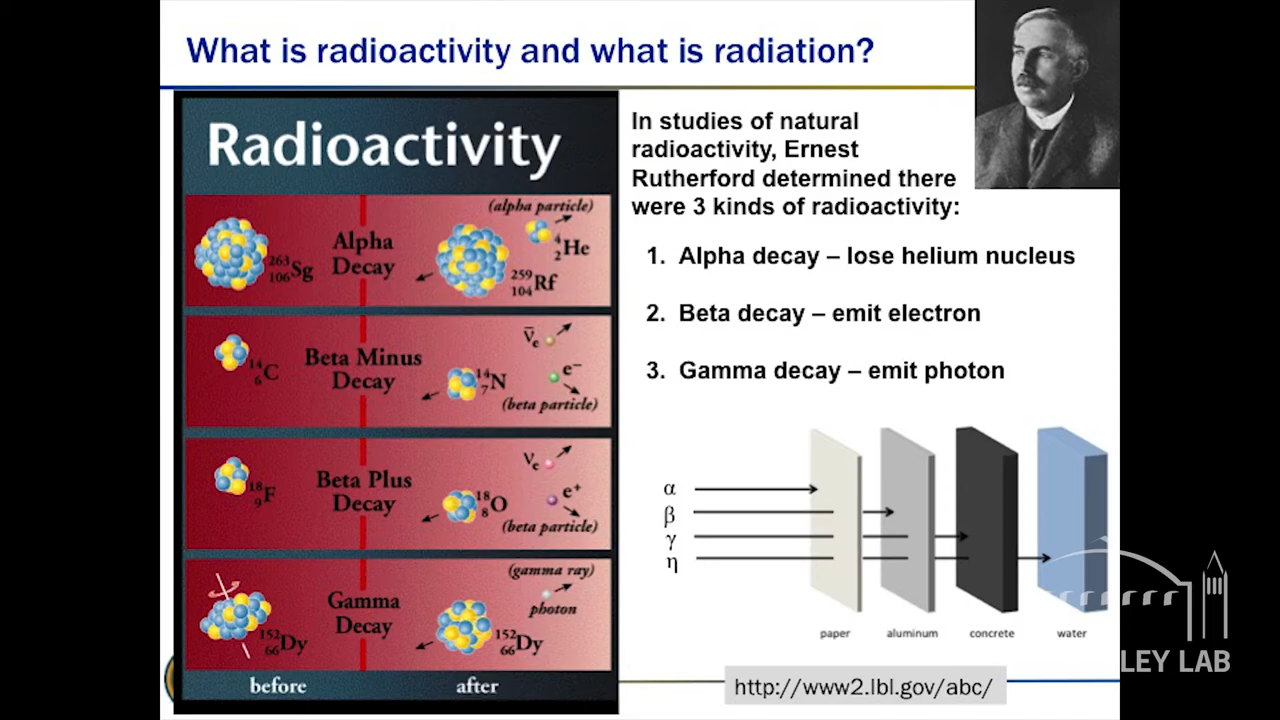 What is radioactivity and what is radiation?
Radioactivity
(alpha particle)
Alpha
Decay
263
106Sg
4
2He
259
104Rf
Beta Minus
Decay
14
6C
ν̄e
14
7N
e−
(beta particle)
Beta Plus
Decay
18
9F
νe
18
8O
e+
(beta particle)
Gamma
Decay
(gamma ray)
photon
152
66Dy
152
66Dy
before
after
In studies of natural
radioactivity, Ernest
Rutherford determined there
were 3 kinds of radioactivity:
1. Alpha decay – lose helium nucleus
2. Beta decay – emit electron
3. Gamma decay – emit photon
α
β
γ
η
paper aluminum concrete water
LEY LAB
http://www2.lbl.gov/abc/